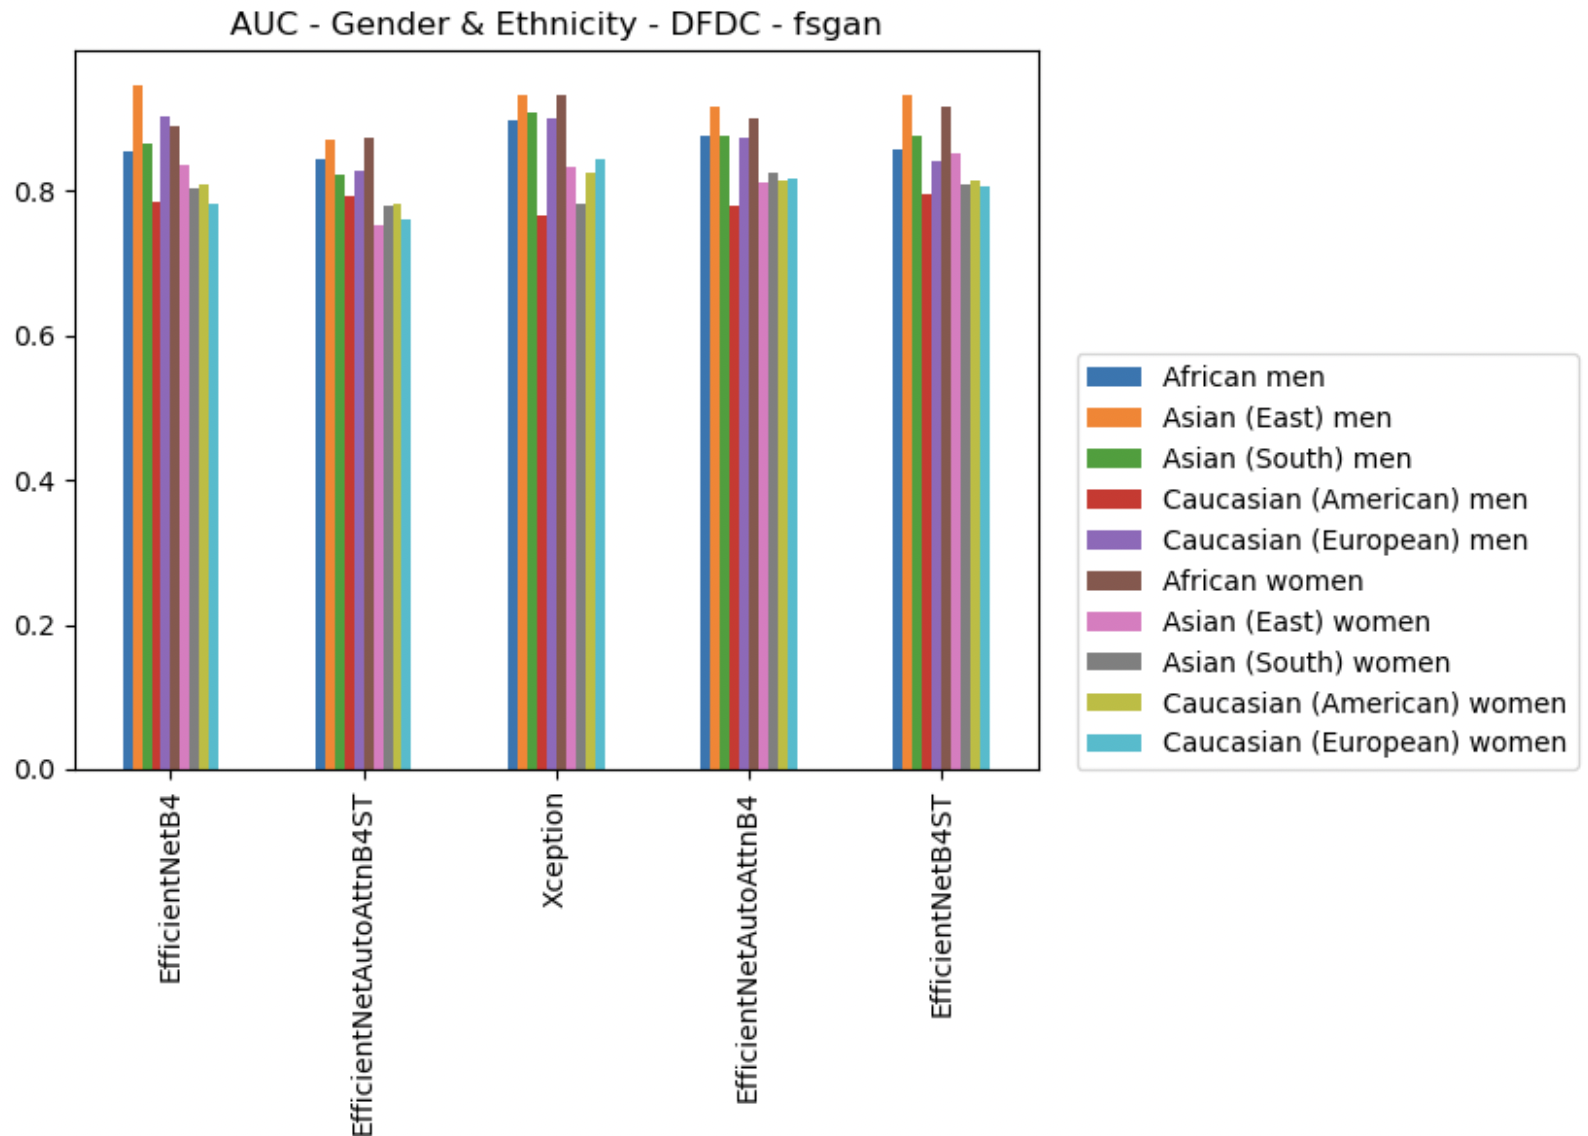 AUC - Gender & Ethnicity - DFDC - fsgan
0.8
0.6
0.4
0.2
0.0
EfficientNetB4
EfficientNetAutoAttnB4ST
Xception
EfficientNetAutoAttnB4
EfficientNetB4ST
African men
Asian (East) men
Asian (South) men
Caucasian (American) men
Caucasian (European) men
African women
Asian (East) women
Asian (South) women
Caucasian (American) women
Caucasian (European) women